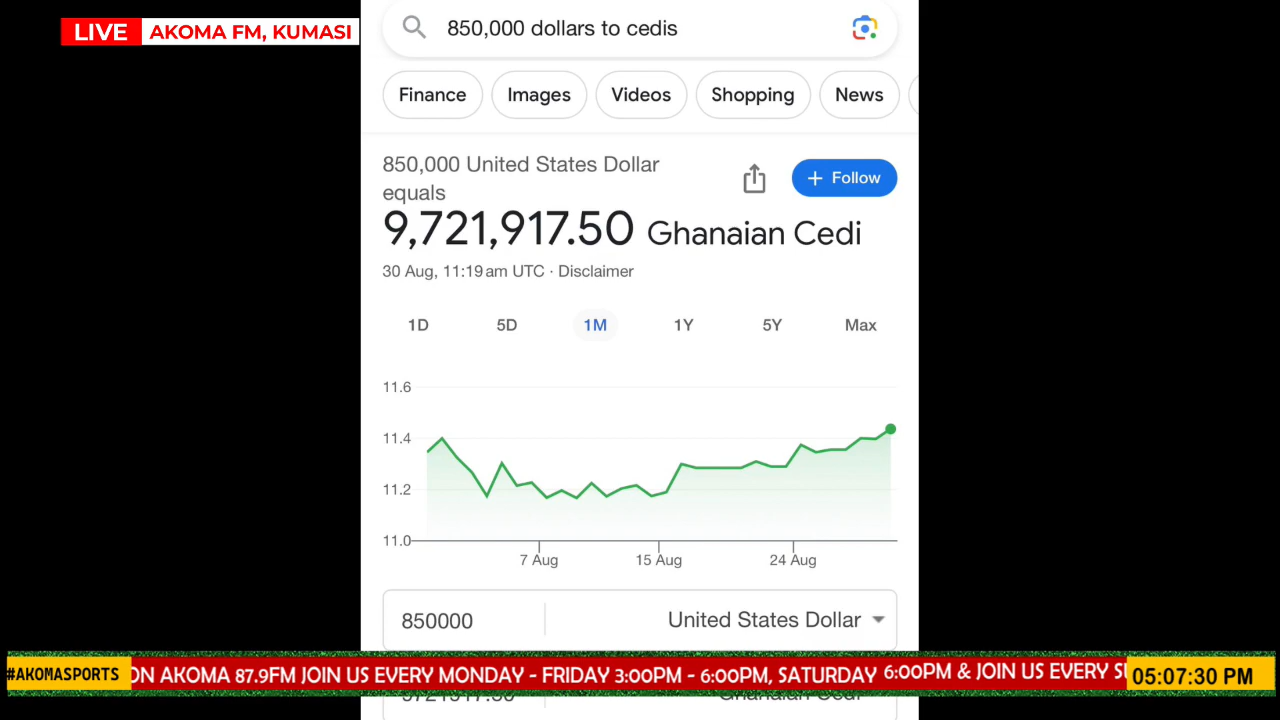 LIVE AKOMA FM, KUMASI
850,000 dollars to cedis
Finance Images Videos Shopping News
850,000 United States Dollar
equals
+ Follow
9,721,917.50 Ghanaian Cedi
30 Aug, 11:19 am UTC · Disclaimer
1D 5D 1M 1Y 5Y Max
11.6
11.4
11.2
11.0
7 Aug 15 Aug 24 Aug
850000 United States Dollar
#AKOMASPORTS ON AKOMA 87.9FM JOIN US EVERY MONDAY - FRIDAY 3:00PM - 6:00PM, SATURDAY 6:00PM & JOIN US EVERY 05:07:30 PM
9721917.50 Ghanaian Cedi